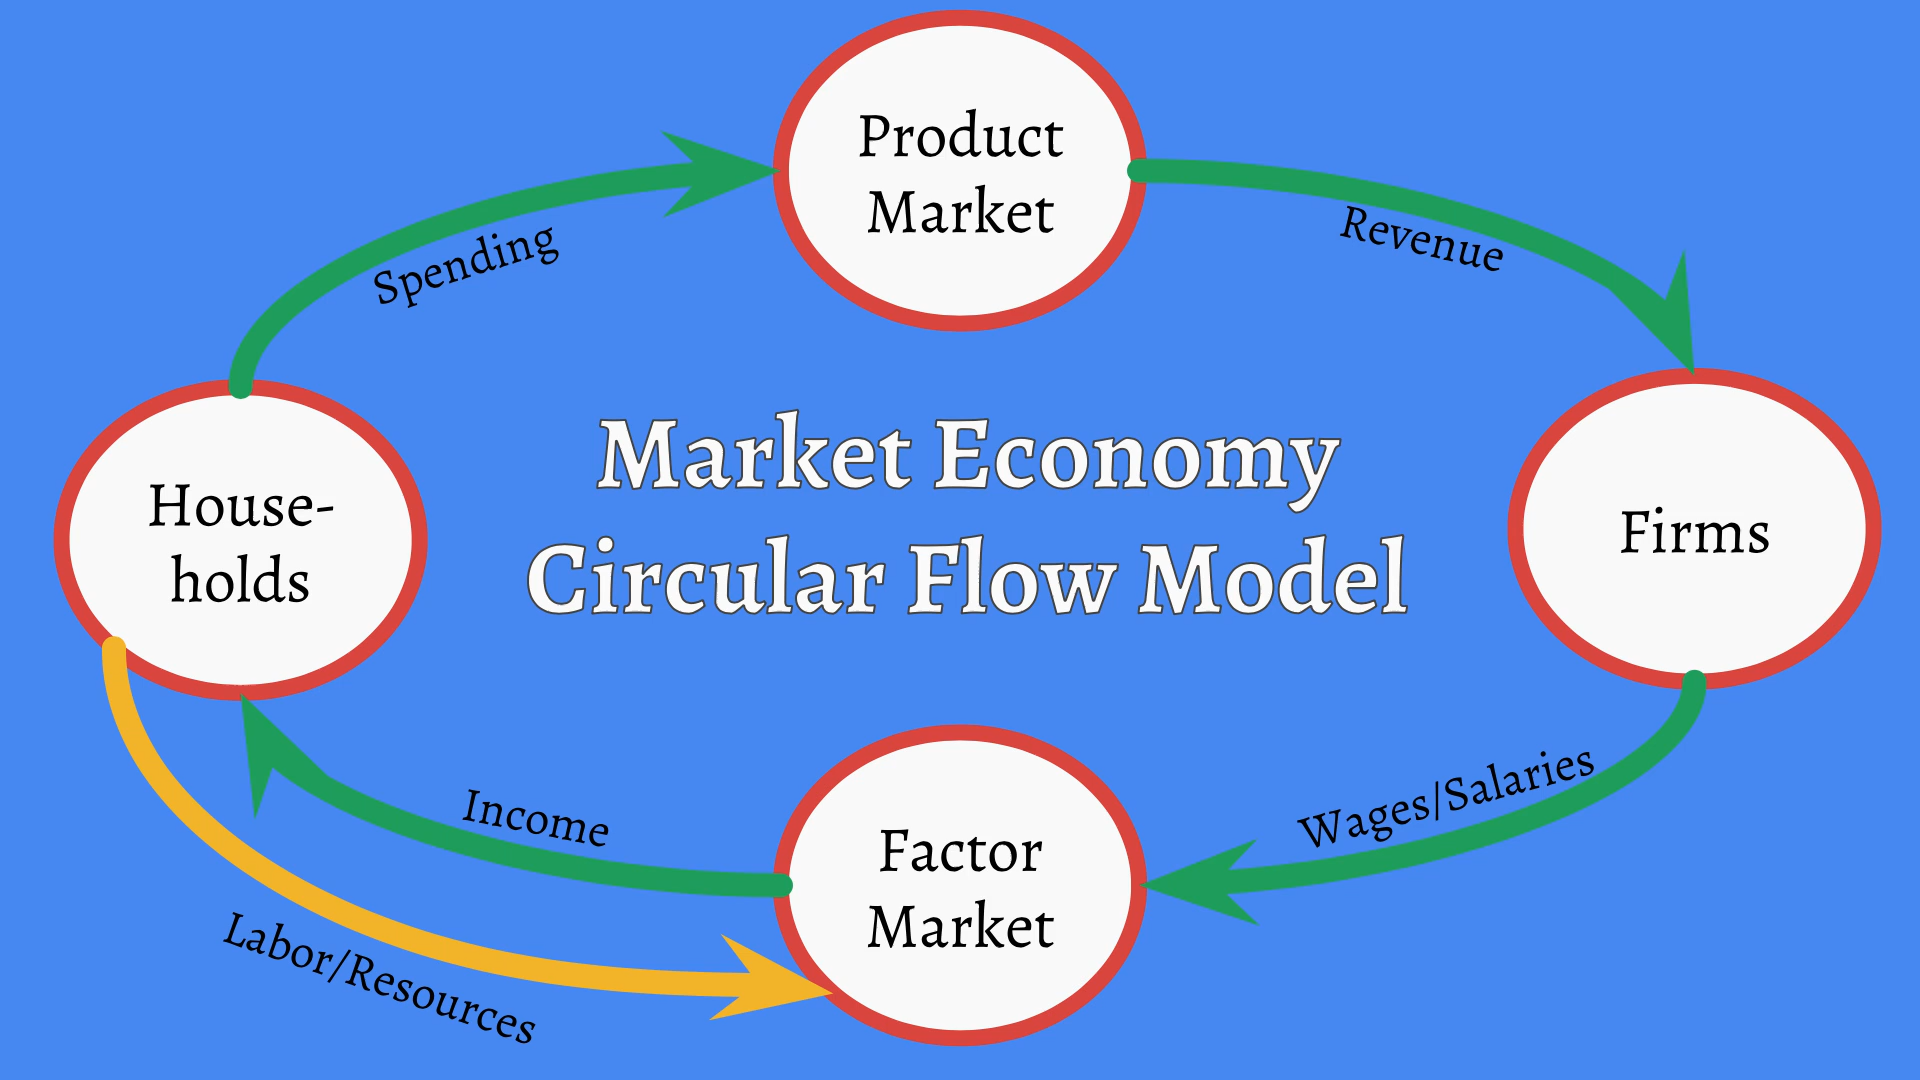 Product
Market
Spending
Revenue
Market Economy
Circular Flow Model
House-
holds
Firms
Income
Wages/Salaries
Factor
Market
Labor/Resources